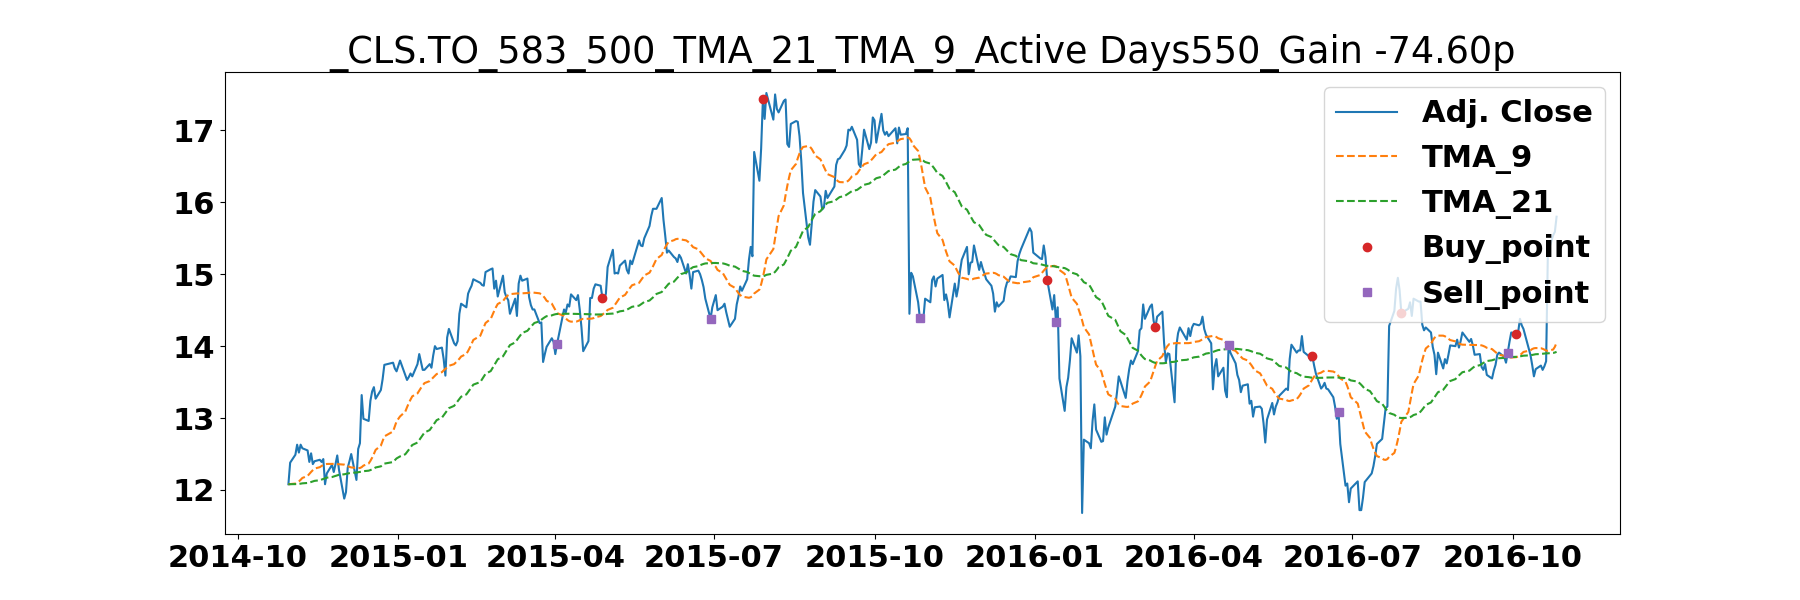 _CLS.TO_583_500_TMA_21_TMA_9_Active Days550_Gain -74.60p
Adj. Close
TMA_9
TMA_21
Buy_point
Sell_point
17
16
15
14
13
12
2014-10 2015-01 2015-04 2015-07 2015-10 2016-01 2016-04 2016-07 2016-10